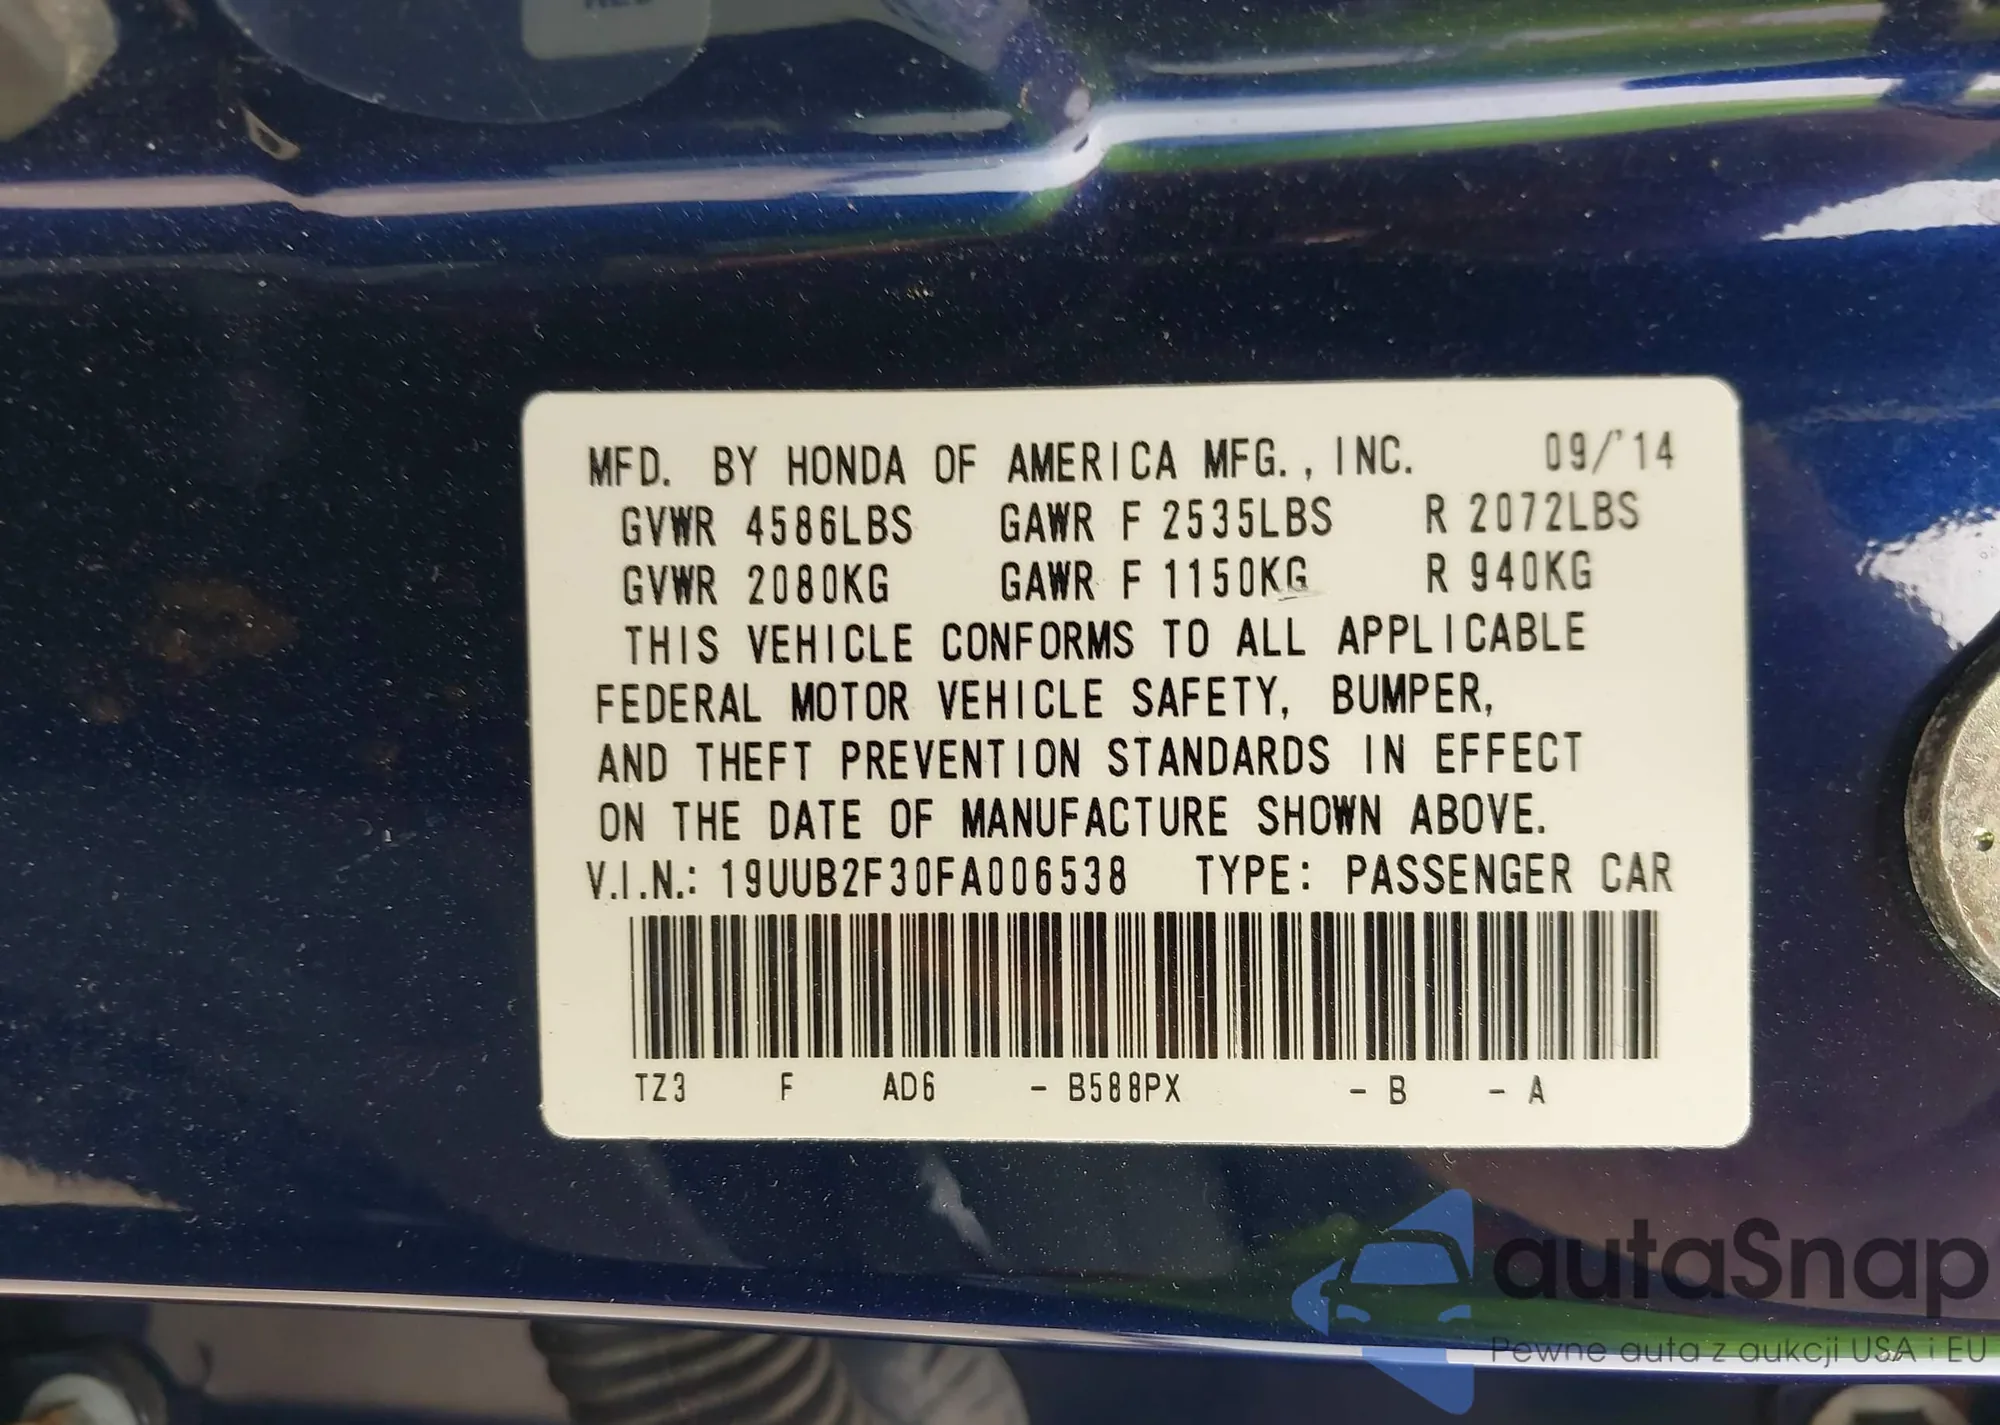 MFD. BY HONDA OF AMERICA MFG., INC. 09/'14
GVWR 4586LBS GAWR F 2535LBS R 2072LBS
GVWR 2080KG GAWR F 1150KG R 940KG
THIS VEHICLE CONFORMS TO ALL APPLICABLE
FEDERAL MOTOR VEHICLE SAFETY, BUMPER,
AND THEFT PREVENTION STANDARDS IN EFFECT
ON THE DATE OF MANUFACTURE SHOWN ABOVE.
V.I.N.: 19UUB2F30FA006538 TYPE: PASSENGER CAR
TZ3 F AD6 - B588PX - B - A
autaSnap
Pewne auta z aukcji USA i EU